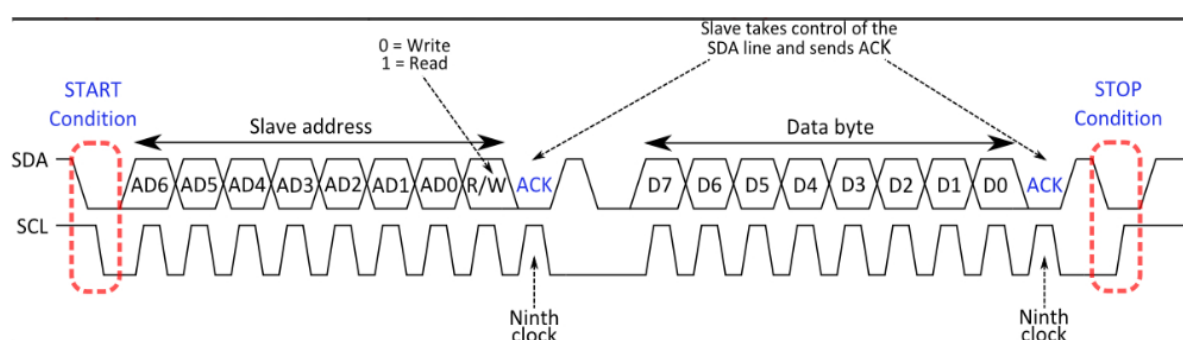 Slave takes control of the
SDA line and sends ACK
0 = Write
1 = Read
START
Condition
STOP
Condition
Slave address
Data byte
SDA
AD6 AD5 AD4 AD3 AD2 AD1 AD0 R/W ACK D7 D6 D5 D4 D3 D2 D1 D0 ACK
SCL
Ninth
clock
Ninth
clock